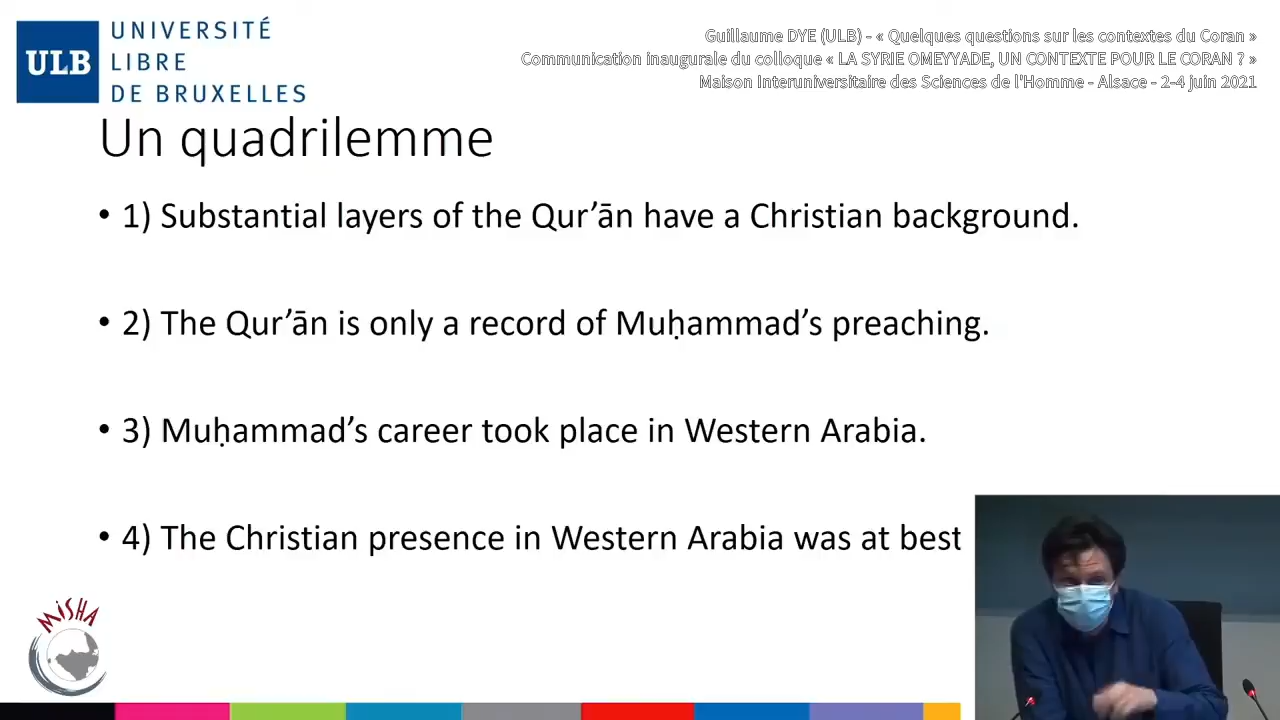 ULB
UNIVERSITÉ
LIBRE
DE BRUXELLES
Guillaume DYE (ULB) - « Quelques questions sur les contextes du Coran »
Communication inaugurale du colloque « LA SYRIE OMEYYADE, UN CONTEXTE POUR LE CORAN ? »
Maison Interuniversitaire des Sciences de l'Homme - Alsace - 2-4 juin 2021
Un quadrilemme
• 1) Substantial layers of the Qur’ān have a Christian background.
• 2) The Qur’ān is only a record of Muḥammad’s preaching.
• 3) Muḥammad’s career took place in Western Arabia.
• 4) The Christian presence in Western Arabia was at best
MISHA